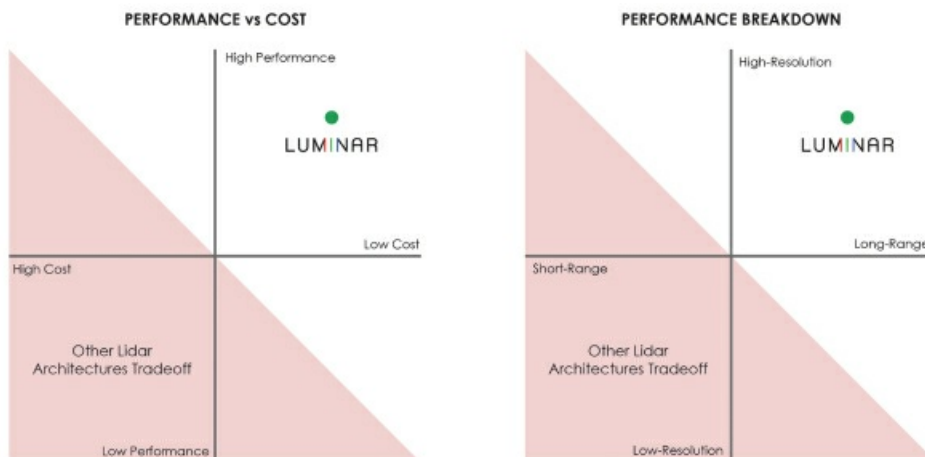 PERFORMANCE vs COST
High Performance
LUMINAR
Low Cost
High Cost
Other Lidar
Architectures Tradeoff
Low Performance
PERFORMANCE BREAKDOWN
High-Resolution
LUMINAR
Long-Range
Short-Range
Other Lidar
Architectures Tradeoff
Low-Resolution